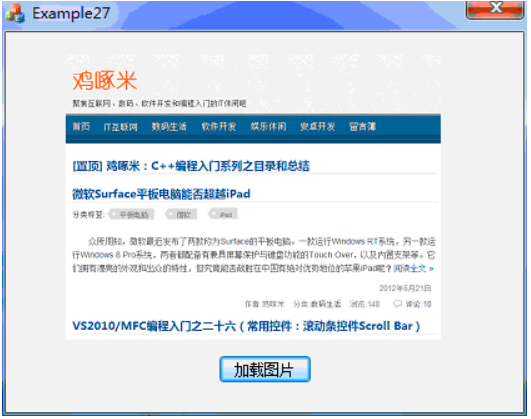 Example27
鸡啄米
聚焦互联网、数码、软件开发和编程入门的IT休闲吧
首页 IT互联网 数码生活 软件开发 娱乐休闲 安卓开发 留言簿
[置顶] 鸡啄米：C++编程入门系列之目录和总结
微软Surface平板电脑能否超越iPad
分类标签: 平板电脑 微软 iPad
众所周知，微软最近发布了两款称为Surface的平板电脑，一款运行Windows RT系统，另一款运
行Windows 8 Pro系统，两者都配备有兼具屏幕保护与键盘功能的Touch Over，以及内置支架等。它
们拥有漂亮的外观和出众的特性，但究竟能否战胜在中国有绝对优势地位的苹果iPad呢？阅读全文 »
2012年6月21日
作者:鸡啄米 分类:数码生活 浏览:148 评论:10
VS2010/MFC编程入门之二十六（常用控件：滚动条控件Scroll Bar）
加载图片